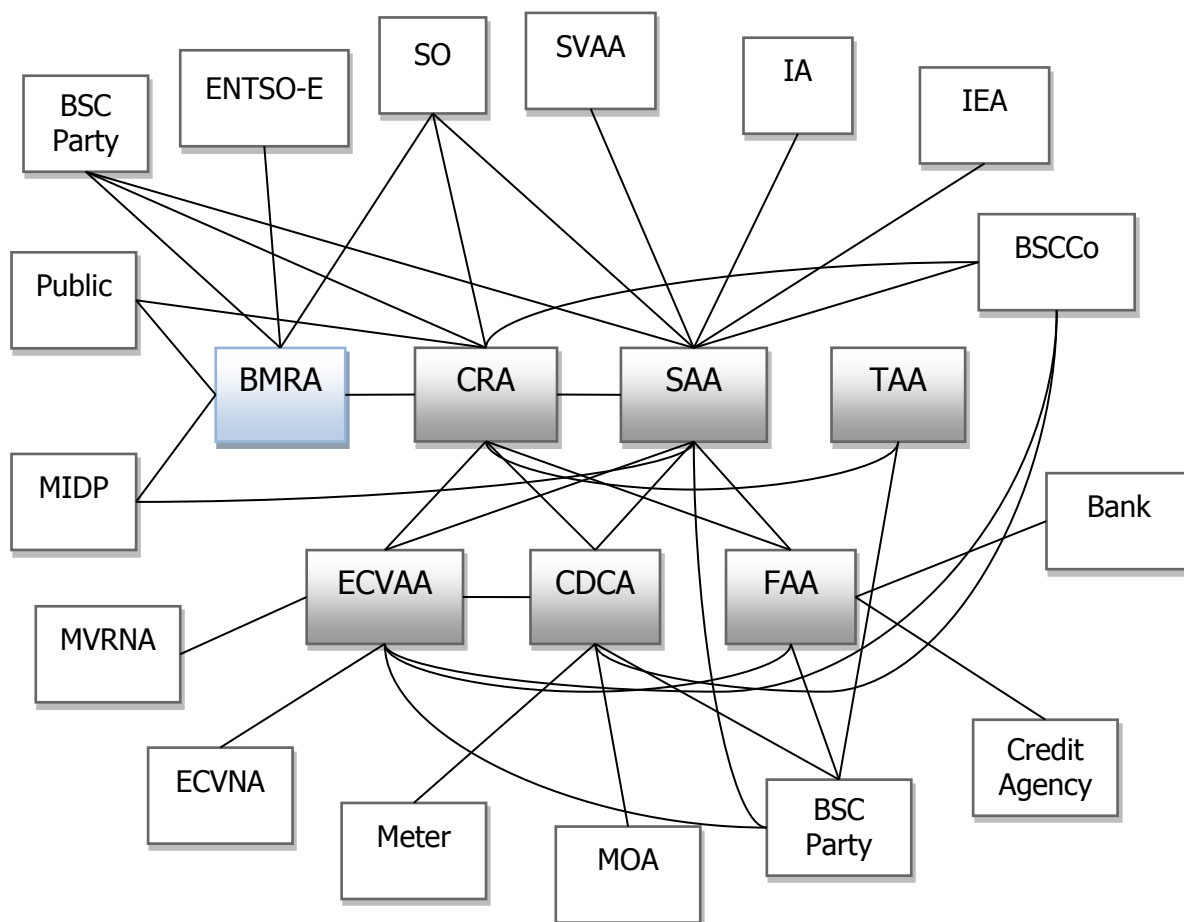 SO
SVAA
IA
ENTSO-E
IEA
BSC
Party
BSCCo
Public
BMRA
CRA
SAA
TAA
MIDP
Bank
ECVAA
CDCA
FAA
MVRNA
ECVNA
Credit
Agency
Meter
MOA
BSC
Party